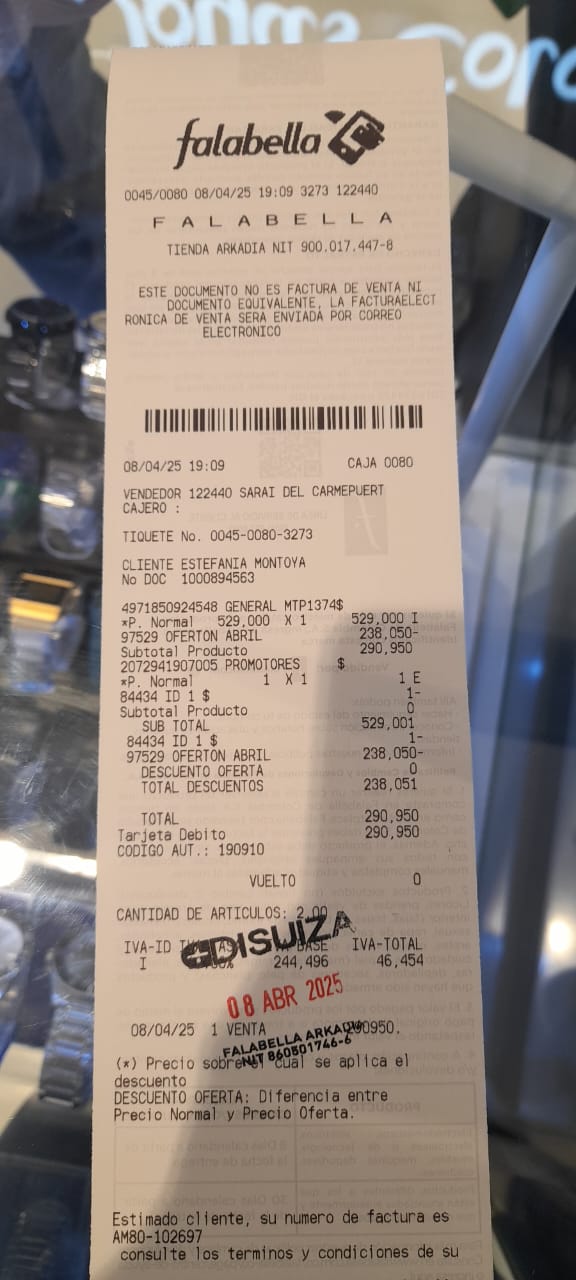 falabella
0045/0080 08/04/25 19:09 3273 122440
F A L A B E L L A
TIENDA ARKADIA NIT 900.017.447-8
ESTE DOCUMENTO NO ES FACTURA DE VENTA NI
DOCUMENTO EQUIVALENTE, LA FACTURAELECT
RONICA DE VENTA SERA ENVIADA POR CORREO
ELECTRONICO
08/04/25 19:09 CAJA 0080
VENDEDOR 122440 SARAI DEL CARMEPUERT
CAJERO :
TIQUETE No. 0045-0080-3273
CLIENTE ESTEFANIA MONTOYA
No DOC 1000894563
4971850924548 GENERAL MTP1374$
*P. Normal 529,000 X 1 529,000 I
97529 OFERTON ABRIL 238,050-
Subtotal Producto 290,950
2072941907005 PROMOTORES $
*P. Normal 1 X 1 1 E
84434 ID 1 $ 1-
Subtotal Producto 0
SUB TOTAL 529,001
84434 ID 1 $ 1-
97529 OFERTON ABRIL 238,050-
DESCUENTO OFERTA 0
TOTAL DESCUENTOS 238,051
TOTAL 290,950
Tarjeta Debito 290,950
CODIGO AUT.: 190910
VUELTO 0
CANTIDAD DE ARTICULOS: 2.00
DISUIZA
IVA-ID BASE IVA-TOTAL
I 244,496 46,454
08 ABR 2025
08/04/25 1 VENTA 290950.
FALABELLA ARKADIA
NIT 860501746-6
(*) Precio sobre el cual se aplica el
descuento
DESCUENTO OFERTA: Diferencia entre
Precio Normal y Precio Oferta.
Estimado cliente, su numero de factura es
AM80-102697
consulte los terminos y condiciones de su